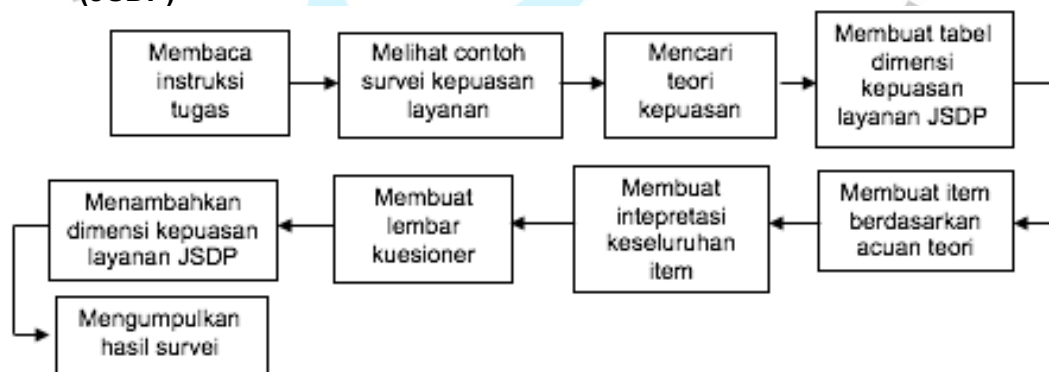 (JSDP)
Membaca
instruksi
tugas
Melihat contoh
survei kepuasan
layanan
Mencari
teori
kepuasan
Membuat tabel
dimensi
kepuasan
layanan JSDP
Membuat item
berdasarkan
acuan teori
Membuat
intepretasi
keseluruhan
item
Membuat
lembar
kuesioner
Menambahkan
dimensi kepuasan
layanan JSDP
Mengumpulkan
hasil survei